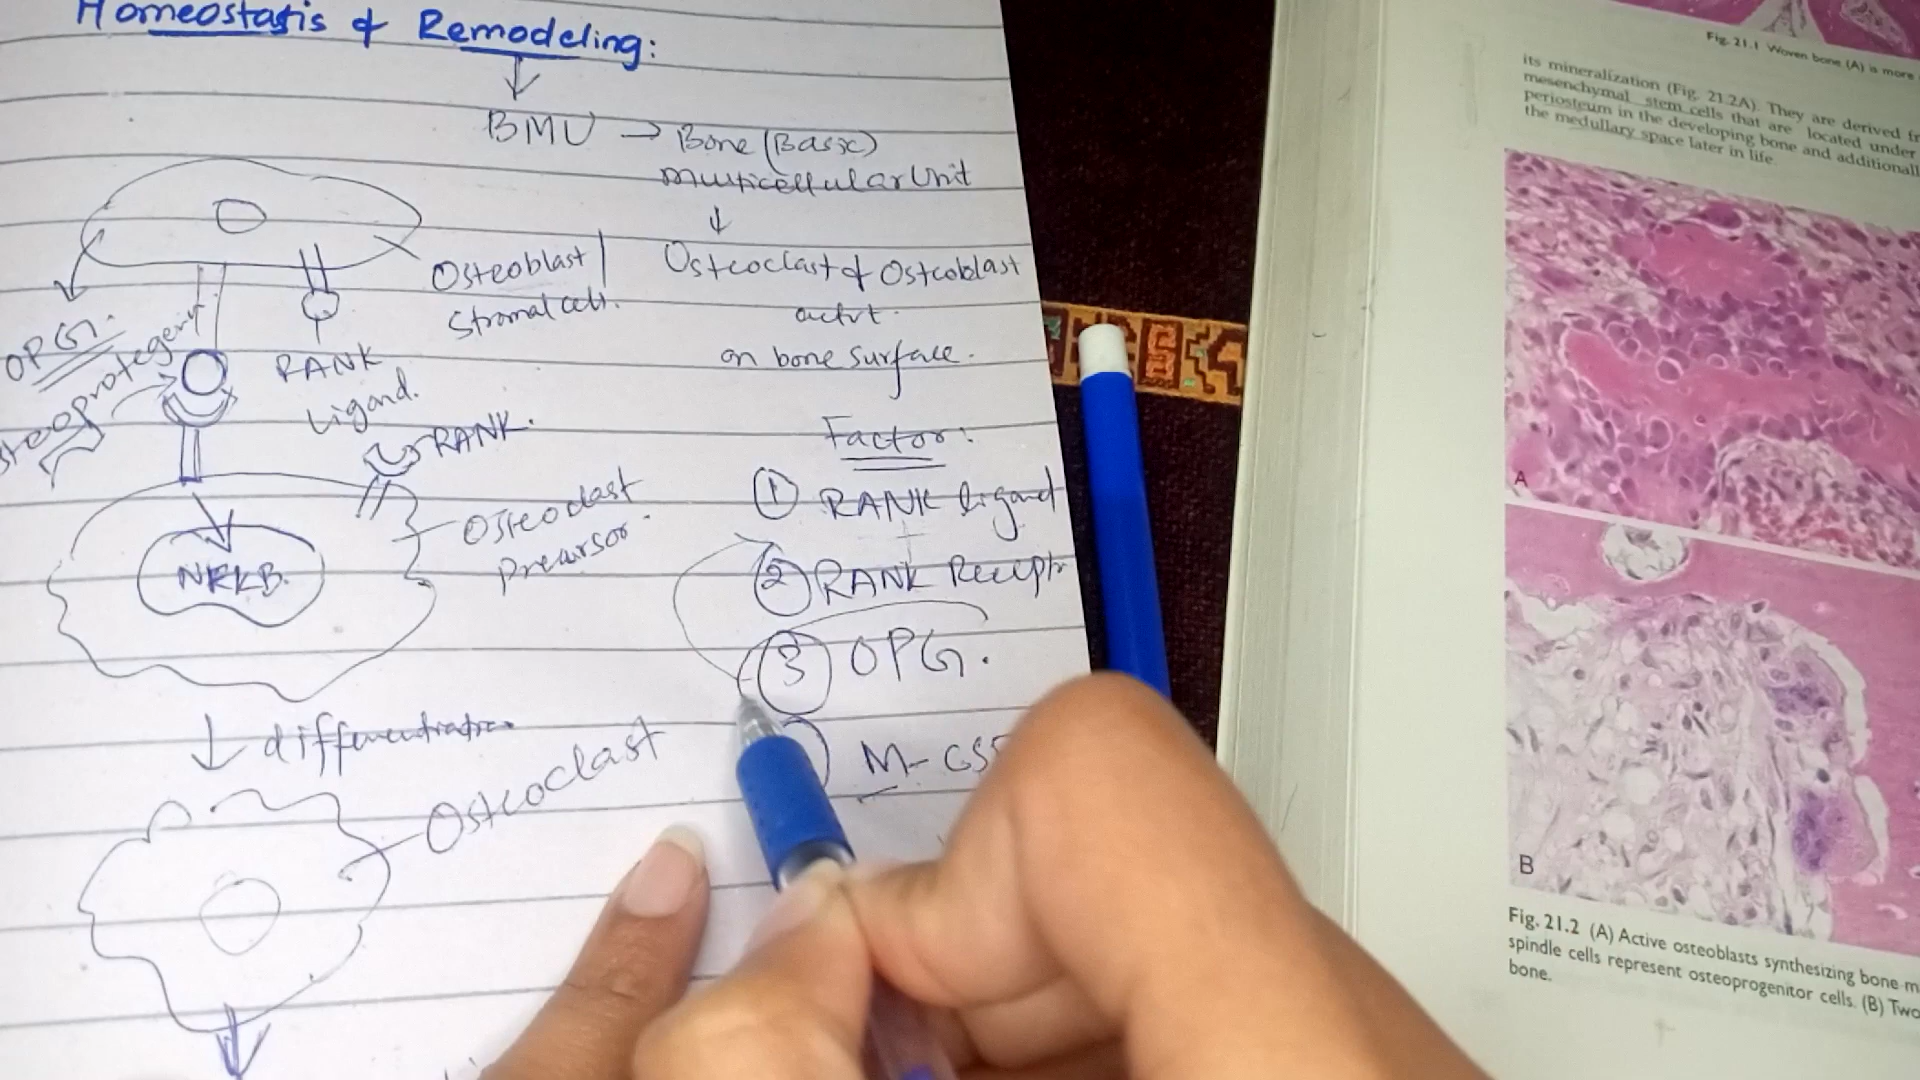 Homeostasis & Remodeling:
BMU → Bone (Basic)
multicellular Unit
Osteoclast & Osteoblast
activt.
on bone surface.
Osteoblast/
Stromal cell.
OPG.
RANK
Ligand.
RANK.
Osteoclast
precursor.
NFKB.
differentiation
Osteoclast
Factor:
① RANK ligand
② RANK Receptr
③ OPG.
M-CSF
Fig. 21.1 Woven bone (A) is more
its mineralization (Fig. 21.2A). They are derived fr
mesenchymal stem cells that are located under
periosteum in the developing bone and additionall
the medullary space later in life
A
B
Fig. 21.2 (A) Active osteoblasts synthesizing bone m
spindle cells represent osteoprogenitor cells. (B) Two
bone.